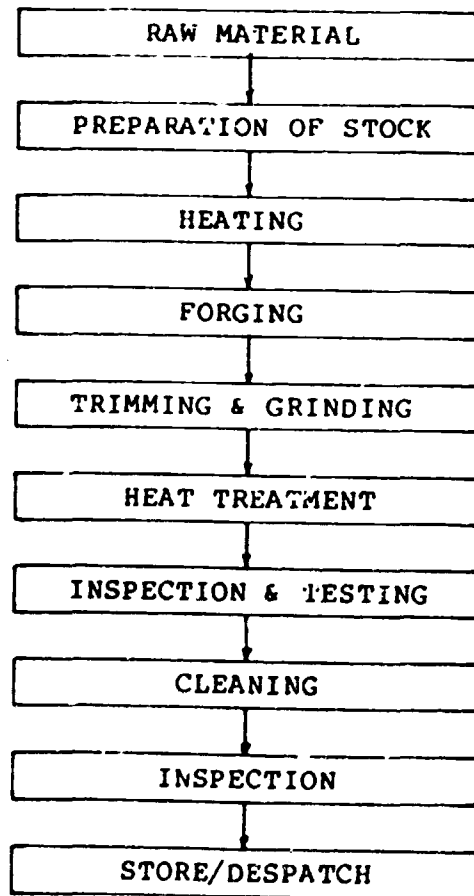 RAW MATERIAL
PREPARATION OF STOCK
HEATING
FORGING
TRIMMING & GRINDING
HEAT TREATMENT
INSPECTION & TESTING
CLEANING
INSPECTION
STORE/DESPATCH